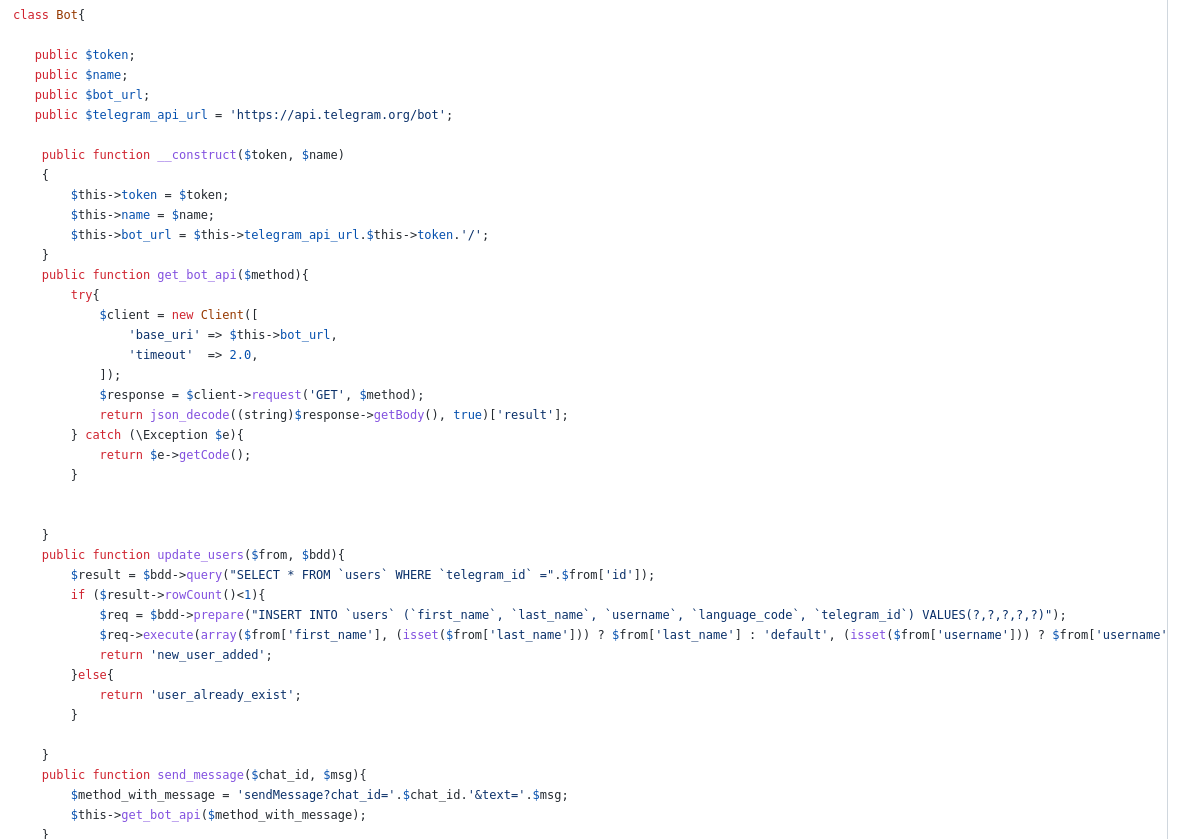 class Bot{
public $token;
public $name;
public $bot_url;
public $telegram_api_url = 'https://api.telegram.org/bot';
public function __construct($token, $name)
{
$this->token = $token;
$this->name = $name;
$this->bot_url = $this->telegram_api_url.$this->token.'/';
}
public function get_bot_api($method){
try{
$client = new Client([
'base_uri' => $this->bot_url,
'timeout'  => 2.0,
]);
$response = $client->request('GET', $method);
return json_decode((string)$response->getBody(), true)['result'];
} catch (\Exception $e){
return $e->getCode();
}
}
public function update_users($from, $bdd){
$result = $bdd->query("SELECT * FROM `users` WHERE `telegram_id` =".$from['id']);
if ($result->rowCount()<1){
$req = $bdd->prepare("INSERT INTO `users` (`first_name`, `last_name`, `username`, `language_code`, `telegram_id`) VALUES(?,?,?,?,?)");
$req->execute(array($from['first_name'], (isset($from['last_name'])) ? $from['last_name'] : 'default', (isset($from['username'])) ? $from['username'
return 'new_user_added';
}else{
return 'user_already_exist';
}
}
public function send_message($chat_id, $msg){
$method_with_message = 'sendMessage?chat_id='.$chat_id.'&text='.$msg;
$this->get_bot_api($method_with_message);
}